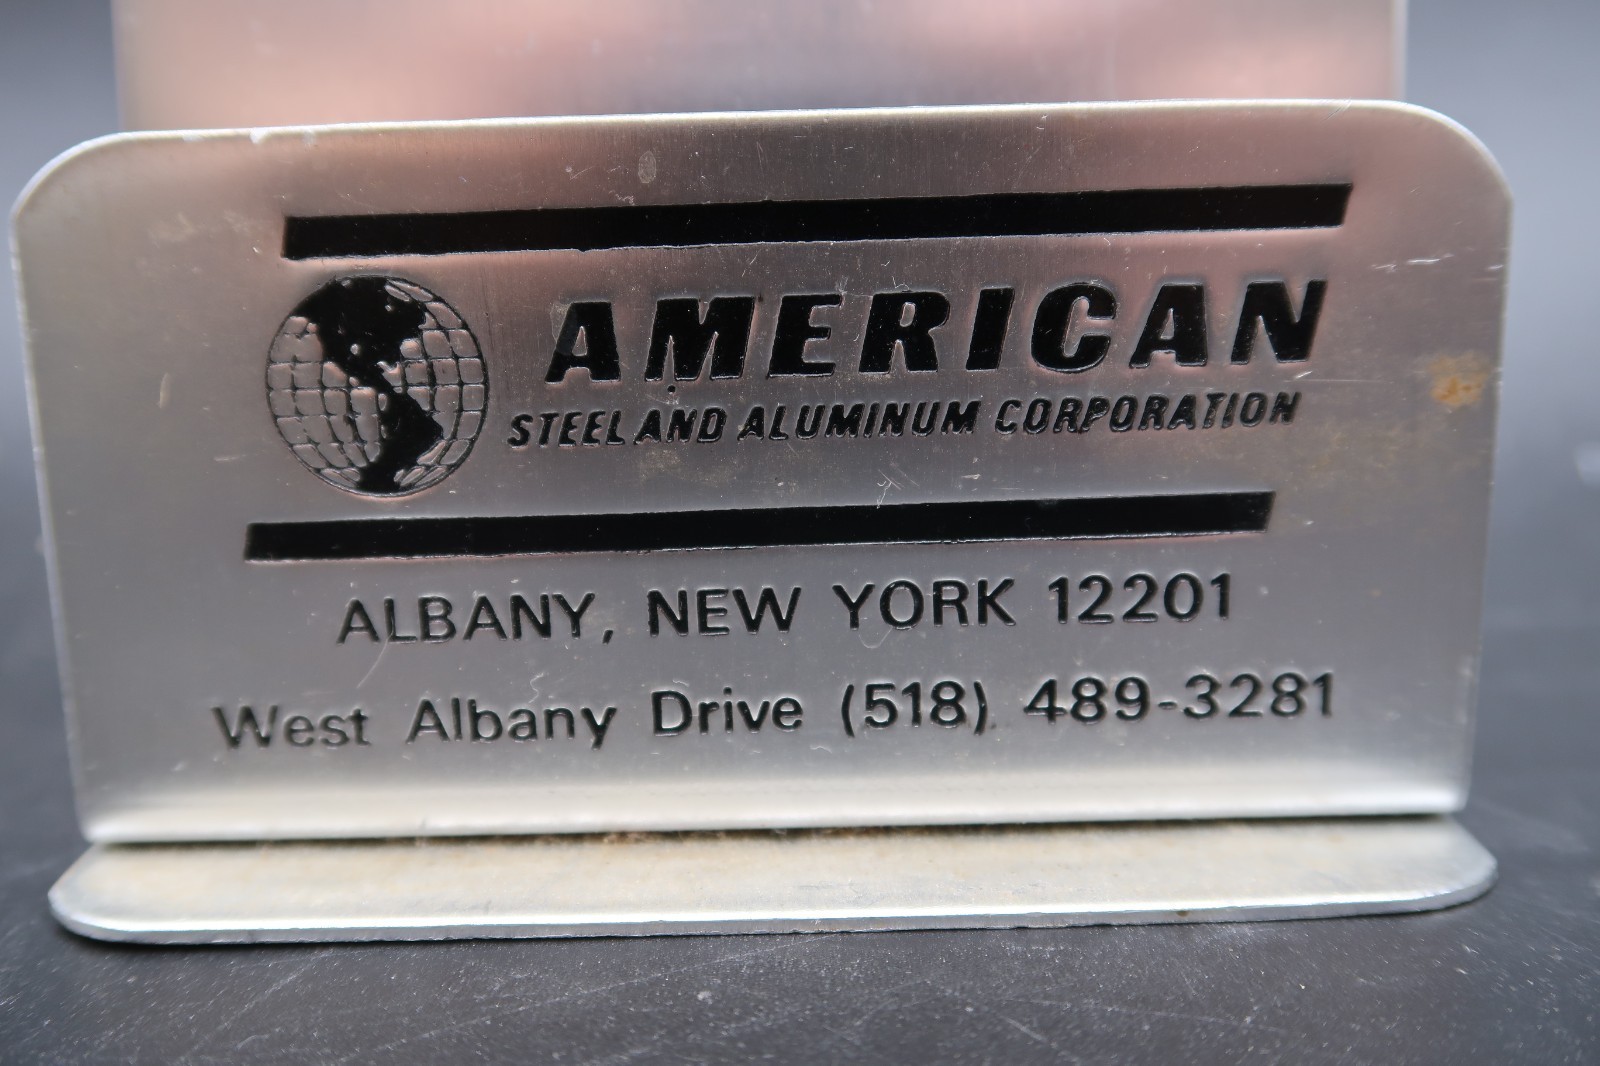 AMERICAN
STEEL AND ALUMINUM CORPORATION
ALBANY, NEW YORK 12201
West Albany Drive (518) 489-3281